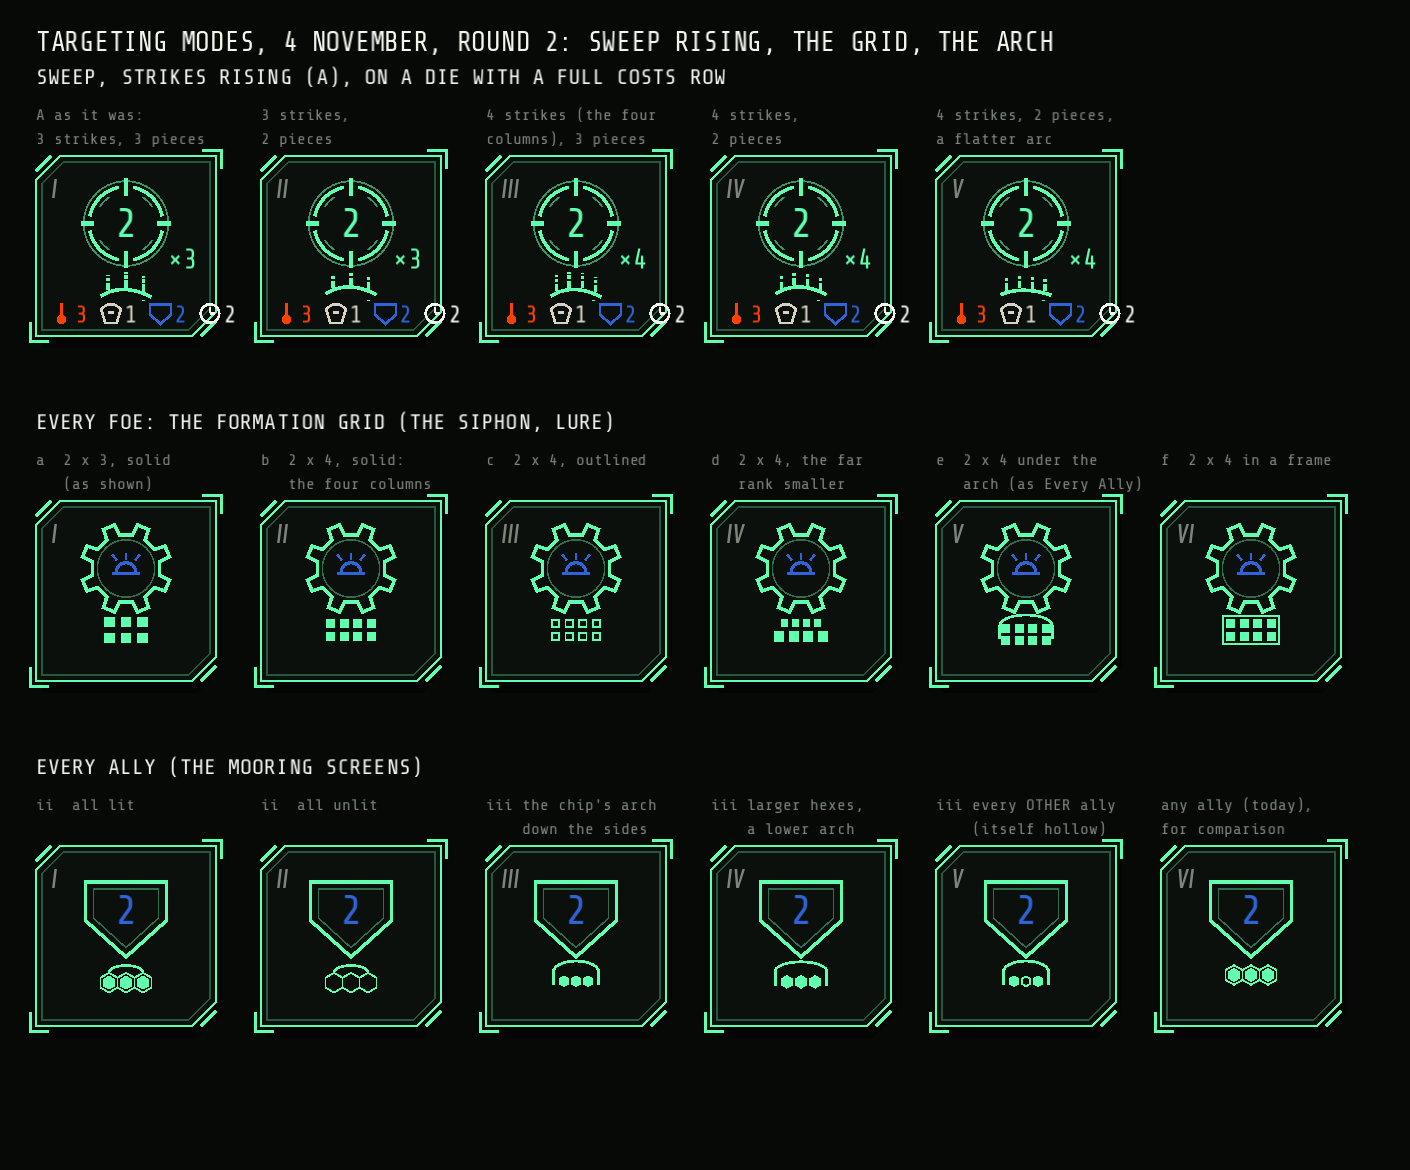 TARGETING MODES, 4 NOVEMBER, ROUND 2: SWEEP RISING, THE GRID, THE ARCH
SWEEP, STRIKES RISING (A), ON A DIE WITH A FULL COSTS ROW
A as it was:
3 strikes, 3 pieces
3 strikes,
2 pieces
4 strikes (the four
columns), 3 pieces
4 strikes,
2 pieces
4 strikes, 2 pieces,
a flatter arc
I
2
×3
3 1 2 2
II
2
×3
3 1 2 2
III
2
×4
3 1 2 2
IV
2
×4
3 1 2 2
V
2
×4
3 1 2 2
EVERY FOE: THE FORMATION GRID (THE SIPHON, LURE)
a 2 x 3, solid
(as shown)
b 2 x 4, solid:
the four columns
c 2 x 4, outlined
d 2 x 4, the far
rank smaller
e 2 x 4 under the
arch (as Every Ally)
f 2 x 4 in a frame
I
II
III
IV
V
VI
EVERY ALLY (THE MOORING SCREENS)
ii all lit
ii all unlit
iii the chip's arch
down the sides
iii larger hexes,
a lower arch
iii every OTHER ally
(itself hollow)
any ally (today),
for comparison
I
2
II
2
III
2
IV
2
V
2
VI
2